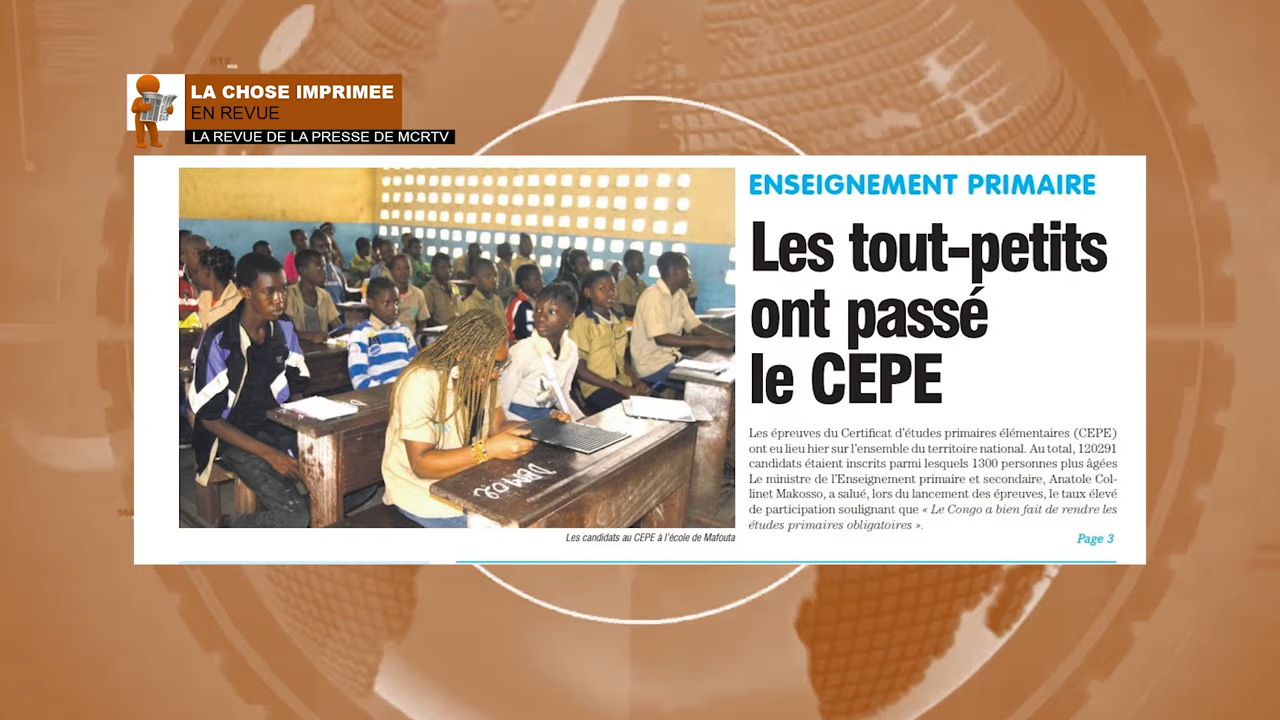 LA CHOSE IMPRIMEE
EN REVUE
LA REVUE DE LA PRESSE DE MCRTV
ENSEIGNEMENT PRIMAIRE
Les tout-petits
ont passé
le CEPE
Les épreuves du Certificat d'études primaires élémentaires (CEPE)
ont eu lieu hier sur l'ensemble du territoire national. Au total, 120291
candidats étaient inscrits parmi lesquels 1300 personnes plus âgées
Le ministre de l'Enseignement primaire et secondaire, Anatole Col-
linet Makosso, a salué, lors du lancement des épreuves, le taux élevé
de participation soulignant que « Le Congo a bien fait de rendre les
études primaires obligatoires ».
Page 3
Les candidats au CEPE à l'école de Mafouta